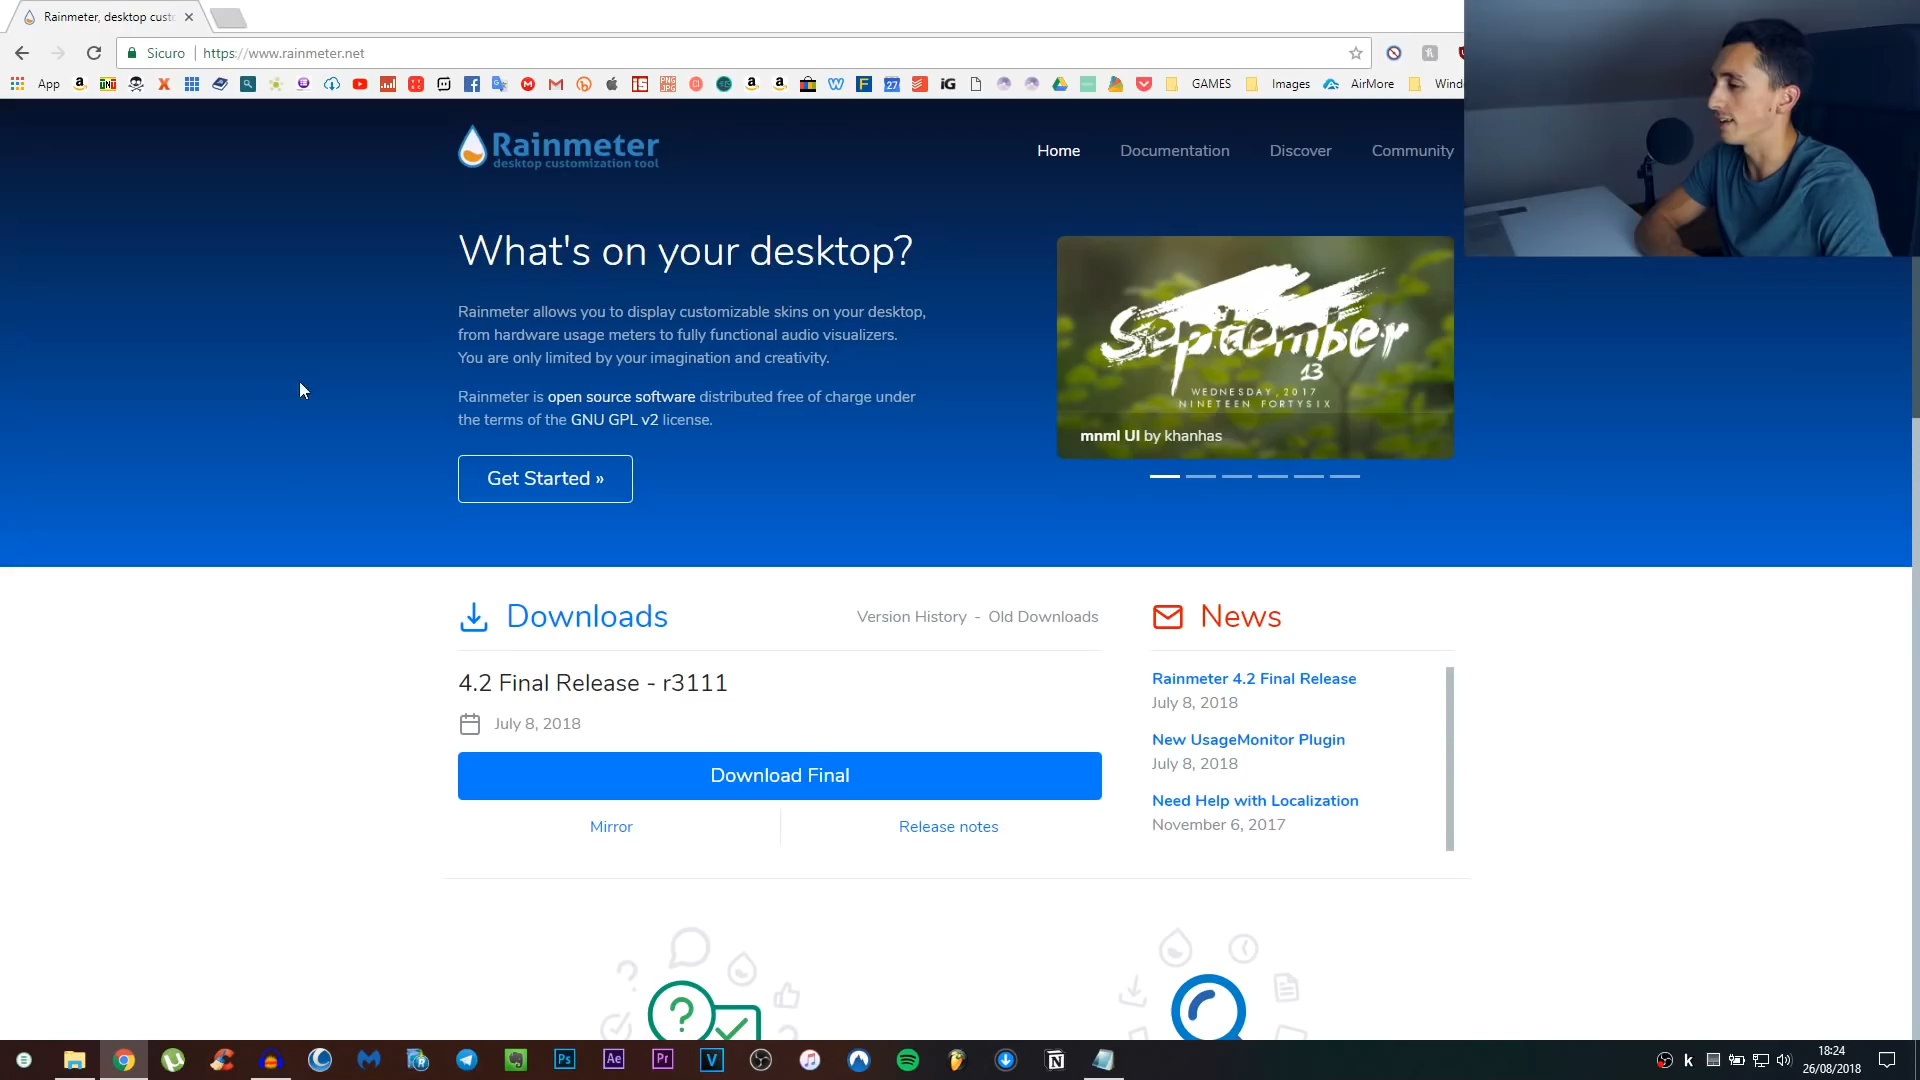 Rainmeter, desktop cust
Sicuro
https://www.rainmeter.net
App
GAMES
Images
AirMore
Wind
Rainmeter
desktop customization tool
Home
Documentation
Discover
Community
What's on your desktop?
Rainmeter allows you to display customizable skins on your desktop,
from hardware usage meters to fully functional audio visualizers.
You are only limited by your imagination and creativity.
Rainmeter is open source software distributed free of charge under
the terms of the GNU GPL v2 license.
Get Started »
September
13
WEDNESDAY, 2017
NINETEEN FORTYSIX
mnml UI by khanhas
Downloads
Version History - Old Downloads
4.2 Final Release - r3111
July 8, 2018
Download Final
Mirror
Release notes
News
Rainmeter 4.2 Final Release
July 8, 2018
New UsageMonitor Plugin
July 8, 2018
Need Help with Localization
November 6, 2017
Ps
Ae
Pr
V
N
k
18:24
26/08/2018